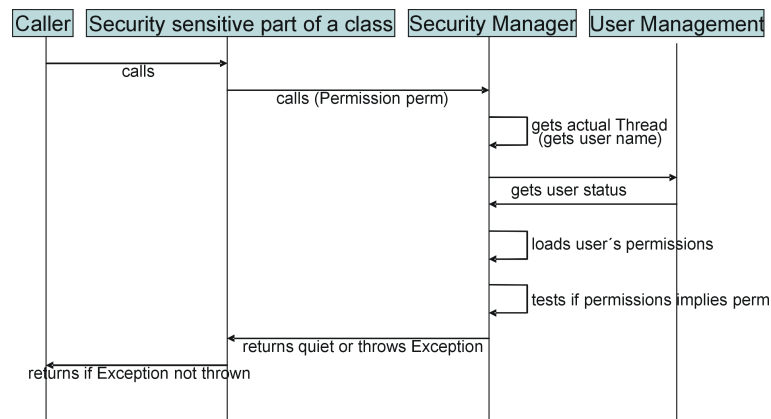 Caller
Security sensitive part of a class
Security Manager
User Management
calls
calls (Permission perm)
gets actual Thread
(gets user name)
gets user status
loads user´s permissions
tests if permissions implies perm
returns quiet or throws Exception
returns if Exception not thrown